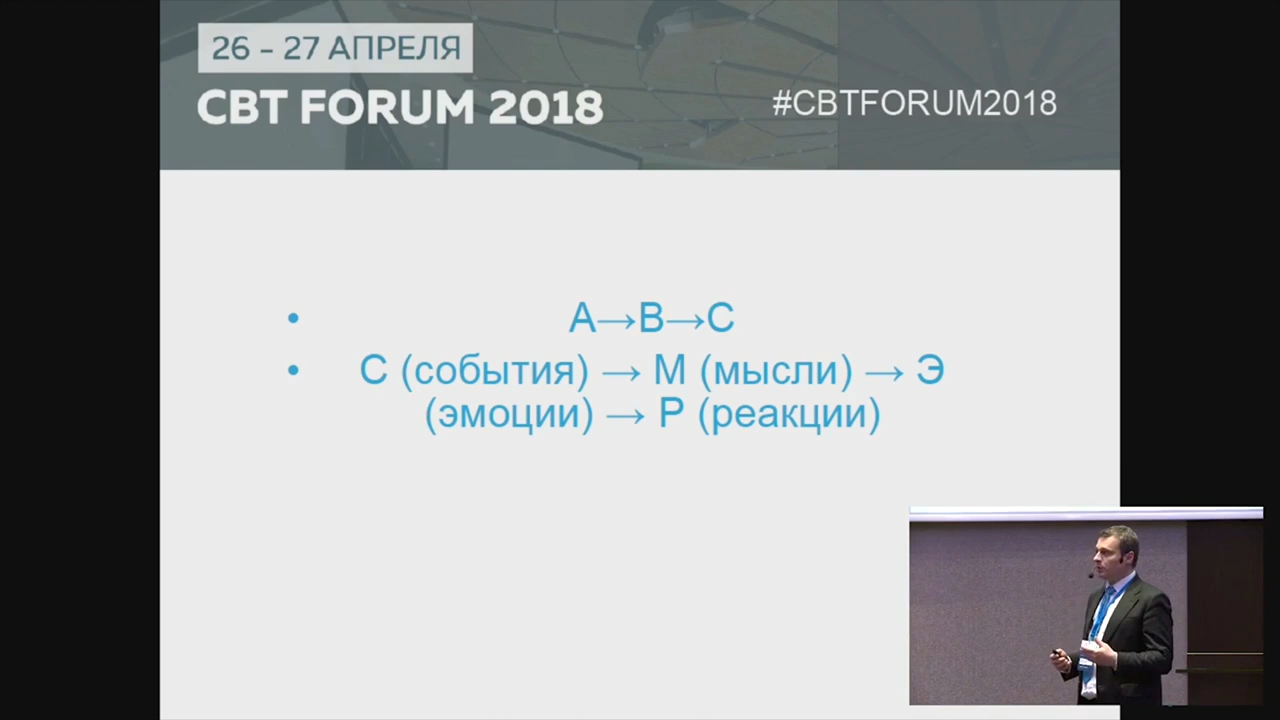 26 – 27 АПРЕЛЯ
CBT FORUM 2018
#CBTFORUM2018
• А→В→С
• С (события) → М (мысли) → Э
(эмоции) → Р (реакции)